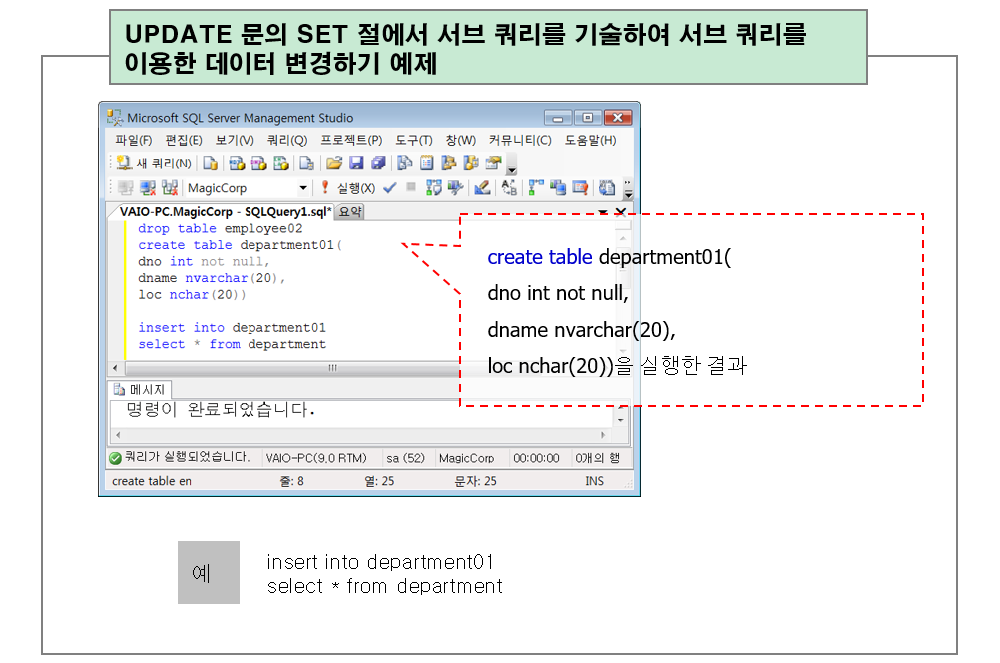 UPDATE 문의 SET 절에서 서브 쿼리를 기술하여 서브 쿼리를
이용한 데이터 변경하기 예제
Microsoft SQL Server Management Studio
파일(F) 편집(E) 보기(V) 쿼리(Q) 프로젝트(P) 도구(T) 창(W) 커뮤니티(C) 도움말(H)
새 쿼리(N)
MagicCorp 실행(X)
VAIO-PC.MagicCorp - SQLQuery1.sql* 요약
drop table employee02
create table department01(
dno int not null,
dname nvarchar(20),
loc nchar(20))
insert into department01
select * from department
create table department01(
dno int not null,
dname nvarchar(20),
loc nchar(20))을 실행한 결과
메시지
명령이 완료되었습니다.
쿼리가 실행되었습니다. VAIO-PC(9,0 RTM) sa (52) MagicCorp 00:00:00 0개의 행
create table en 줄: 8 열: 25 문자: 25 INS
예
insert into department01
select * from department